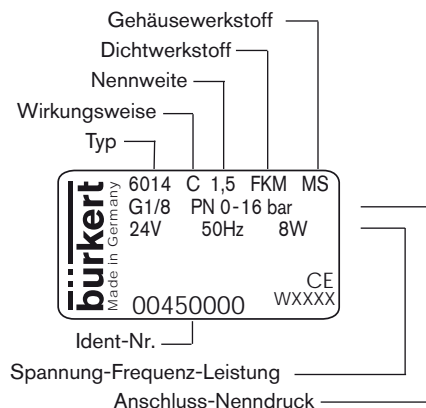 Gehäusewerkstoff
Dichtwerkstoff
Nennweite
Wirkungsweise
Typ
bürkert
Made in Germany
6014 C 1,5 FKM MS
G1/8 PN 0-16 bar
24V 50Hz 8W
CE
00450000 WXXXX
Ident-Nr.
Spannung-Frequenz-Leistung
Anschluss-Nenndruck